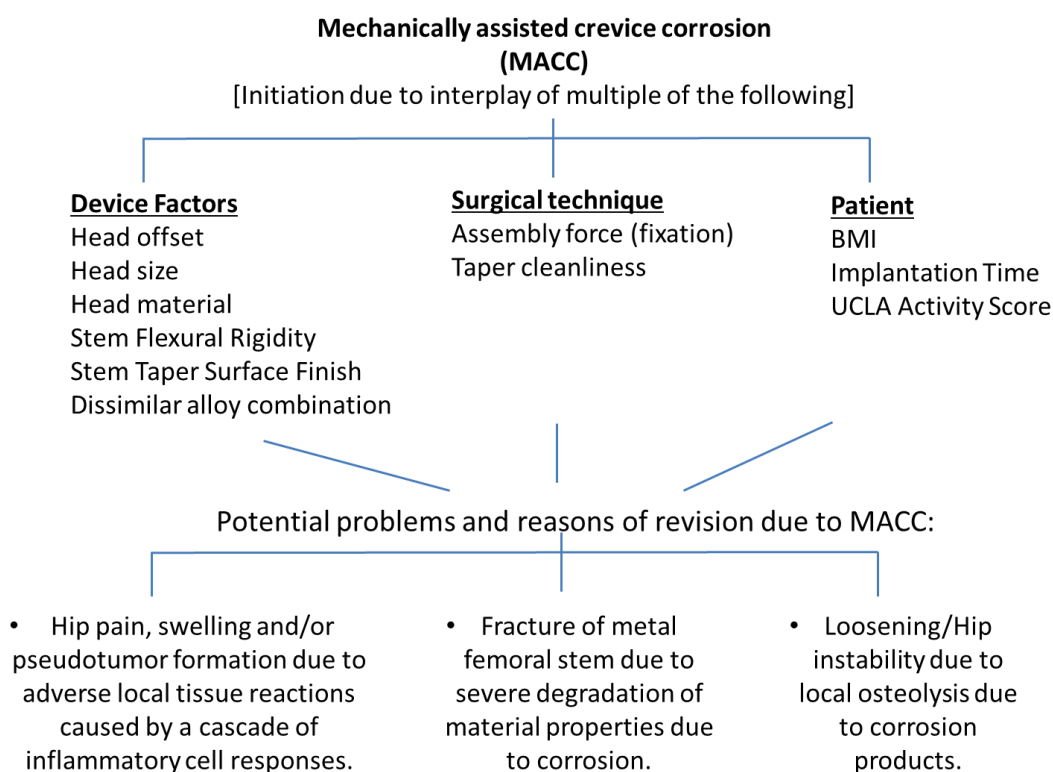 Mechanically assisted crevice corrosion
(MACC)
[Initiation due to interplay of multiple of the following]
Device Factors
Head offset
Head size
Head material
Stem Flexural Rigidity
Stem Taper Surface Finish
Dissimilar alloy combination
Surgical technique
Assembly force (fixation)
Taper cleanliness
Patient
BMI
Implantation Time
UCLA Activity Score
Potential problems and reasons of revision due to MACC:
• Hip pain, swelling and/or
pseudotumor formation due to
adverse local tissue reactions
caused by a cascade of
inflammatory cell responses.
• Fracture of metal
femoral stem due to
severe degradation of
material properties due
to corrosion.
• Loosening/Hip
instability due to
local osteolysis due
to corrosion
products.